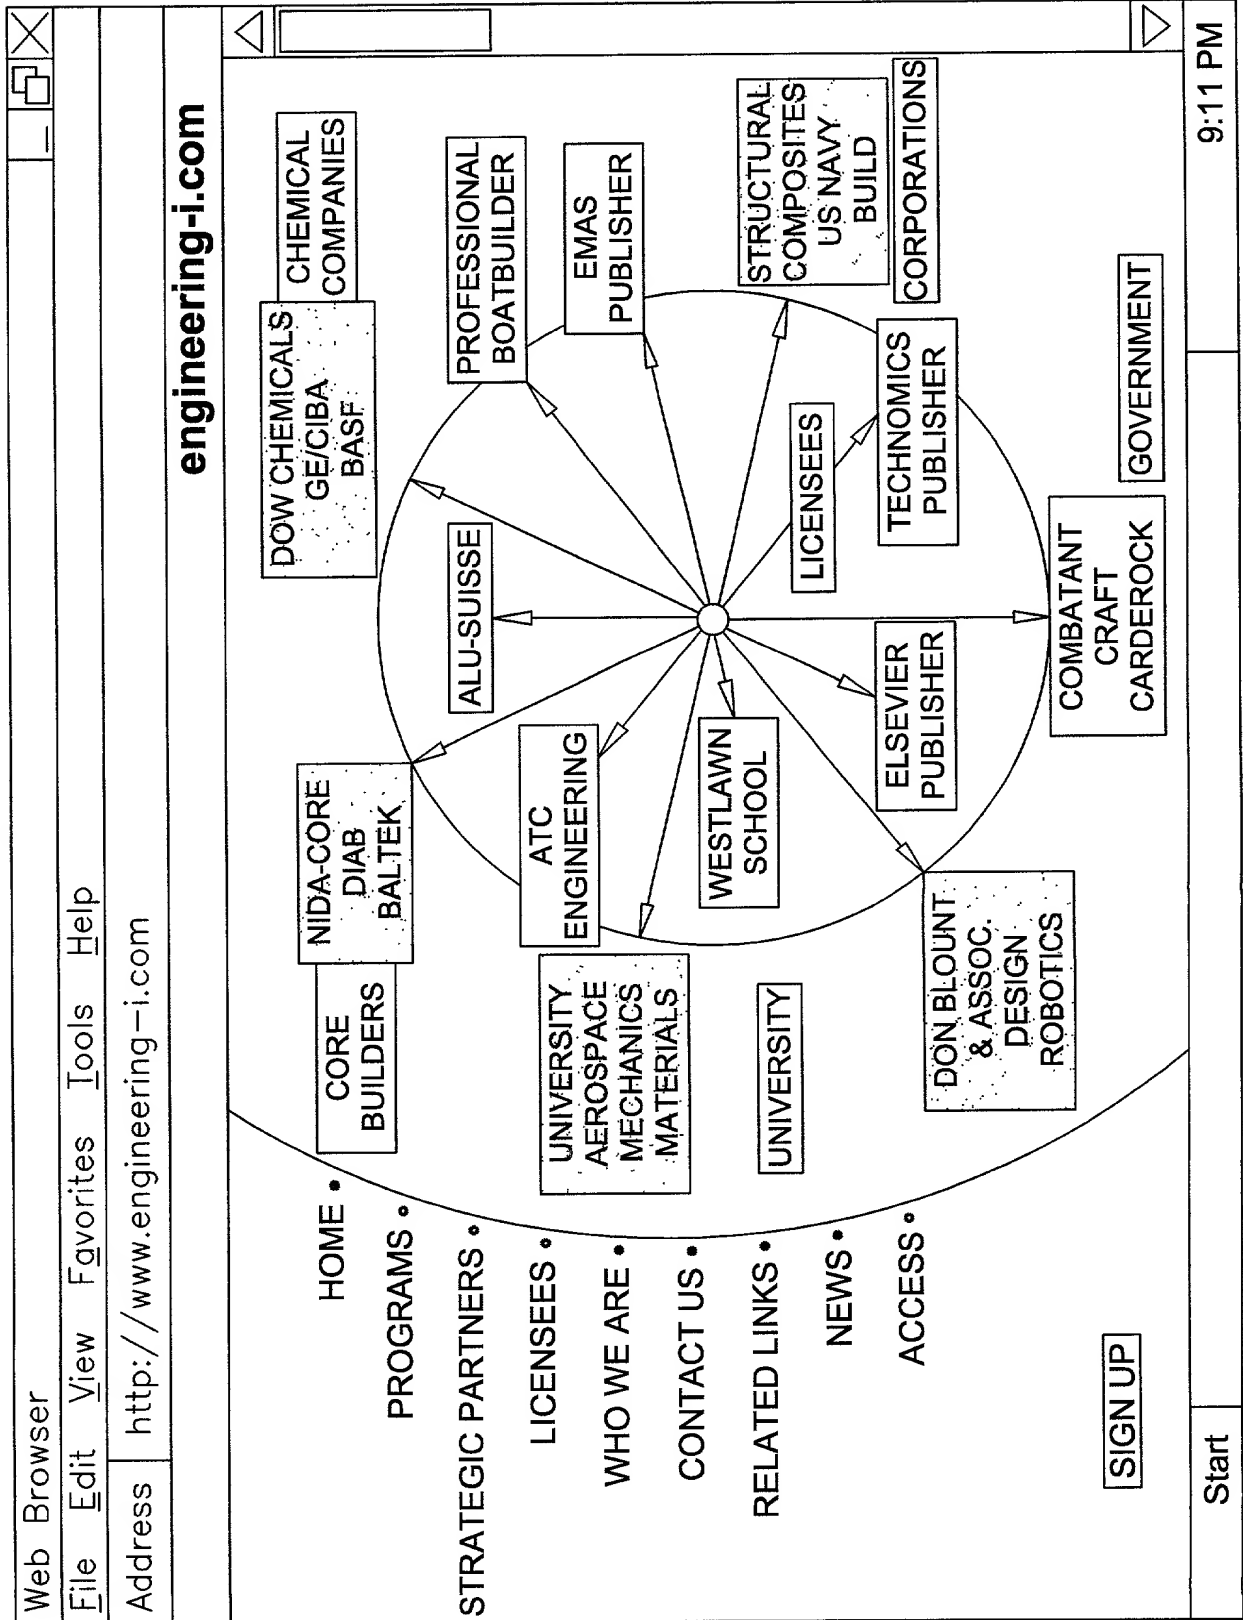 Web Browser
File Edit View Favorites Tools Help
Address http://www.engineering-i.com
engineering-i.com
HOME
PROGRAMS
STRATEGIC PARTNERS
LICENSEES
WHO WE ARE
CONTACT US
RELATED LINKS
NEWS
ACCESS
SIGN UP
CORE
BUILDERS
NIDA-CORE
DIAB
BALTEK
DOW CHEMICALS
GE/CIBA
BASF
CHEMICAL
COMPANIES
ALU-SUISSE
PROFESSIONAL
BOATBUILDER
ATC
ENGINEERING
EMAS
PUBLISHER
UNIVERSITY
AEROSPACE
MECHANICS
MATERIALS
UNIVERSITY
WESTLAWN
SCHOOL
LICENSEES
STRUCTURAL
COMPOSITES
US NAVY
BUILD
CORPORATIONS
ELSEVIER
PUBLISHER
TECHNOMICS
PUBLISHER
DON BLOUNT
& ASSOC.
DESIGN
ROBOTICS
COMBATANT
CRAFT
CARDEROCK
GOVERNMENT
Start
9:11 PM